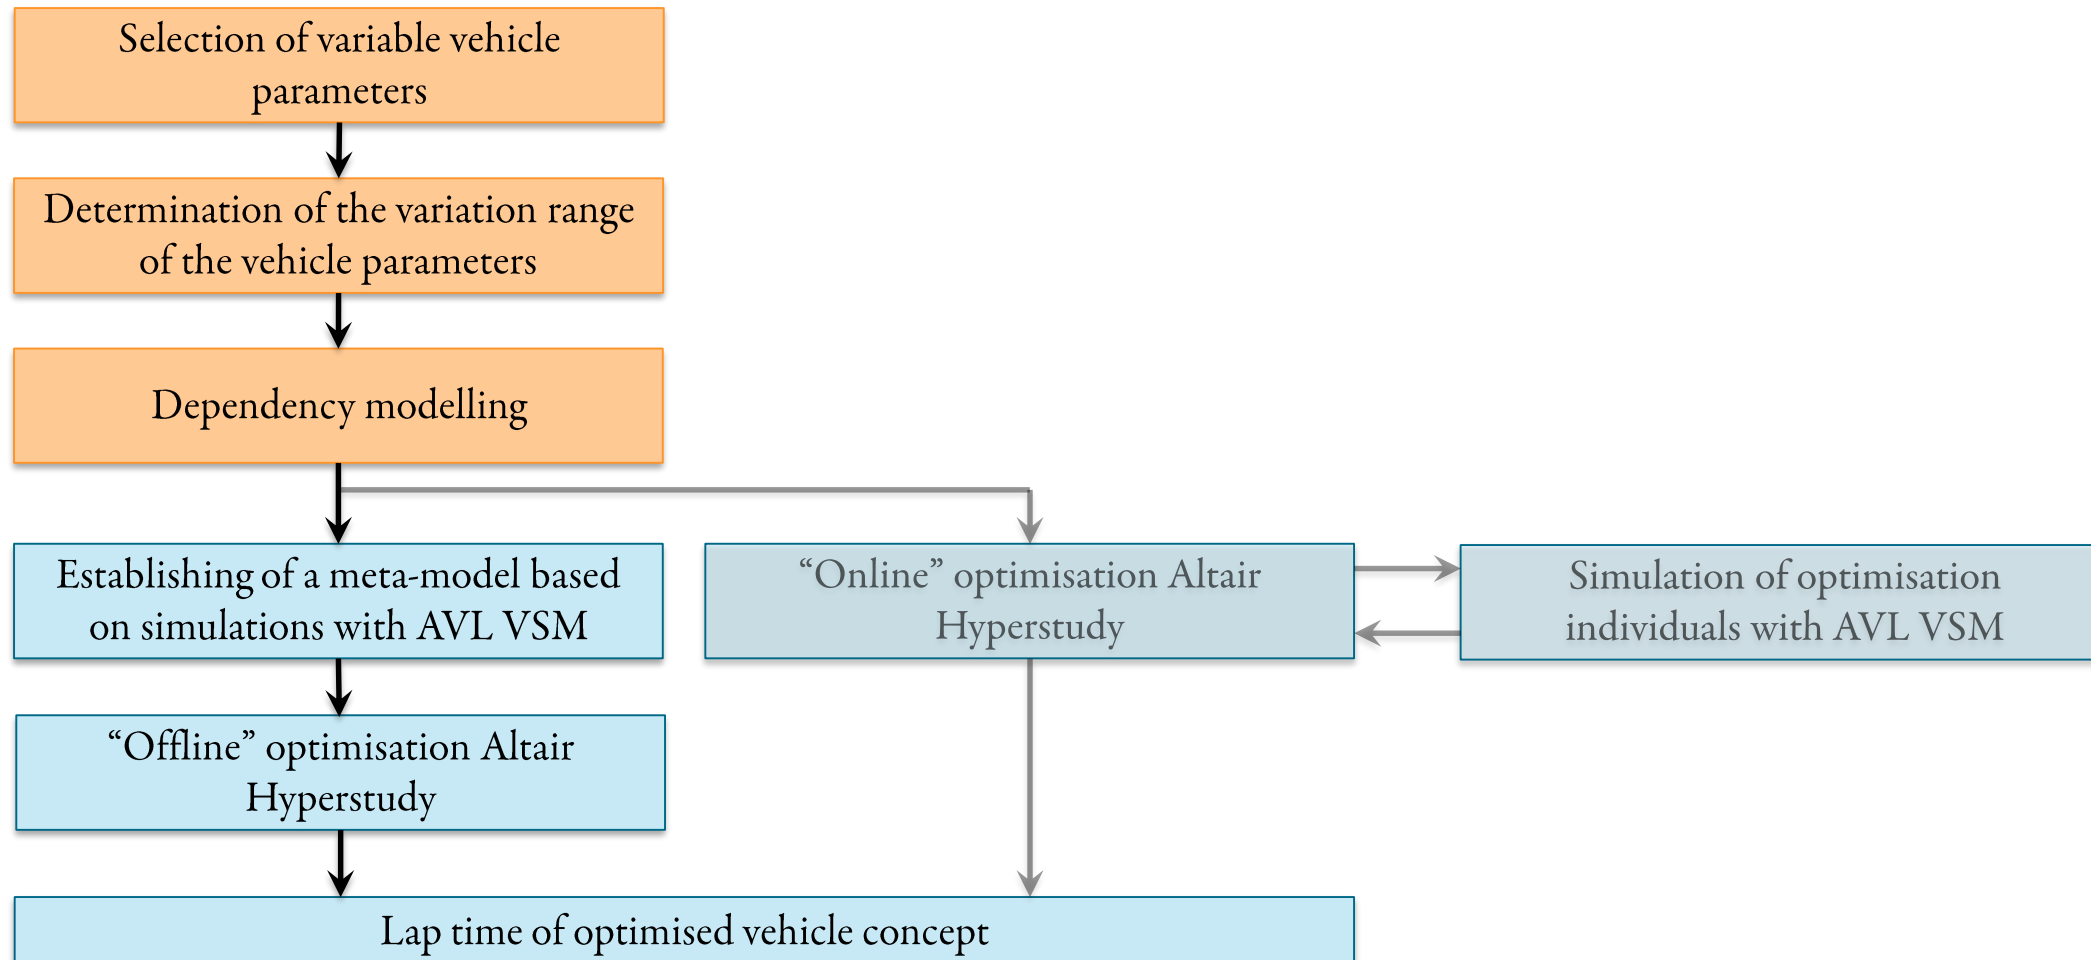 Selection of variable vehicle
parameters
Determination of the variation range
of the vehicle parameters
Dependency modelling
Establishing of a meta-model based
on simulations with AVL VSM
“Online” optimisation Altair
Hyperstudy
Simulation of optimisation
individuals with AVL VSM
“Offline” optimisation Altair
Hyperstudy
Lap time of optimised vehicle concept